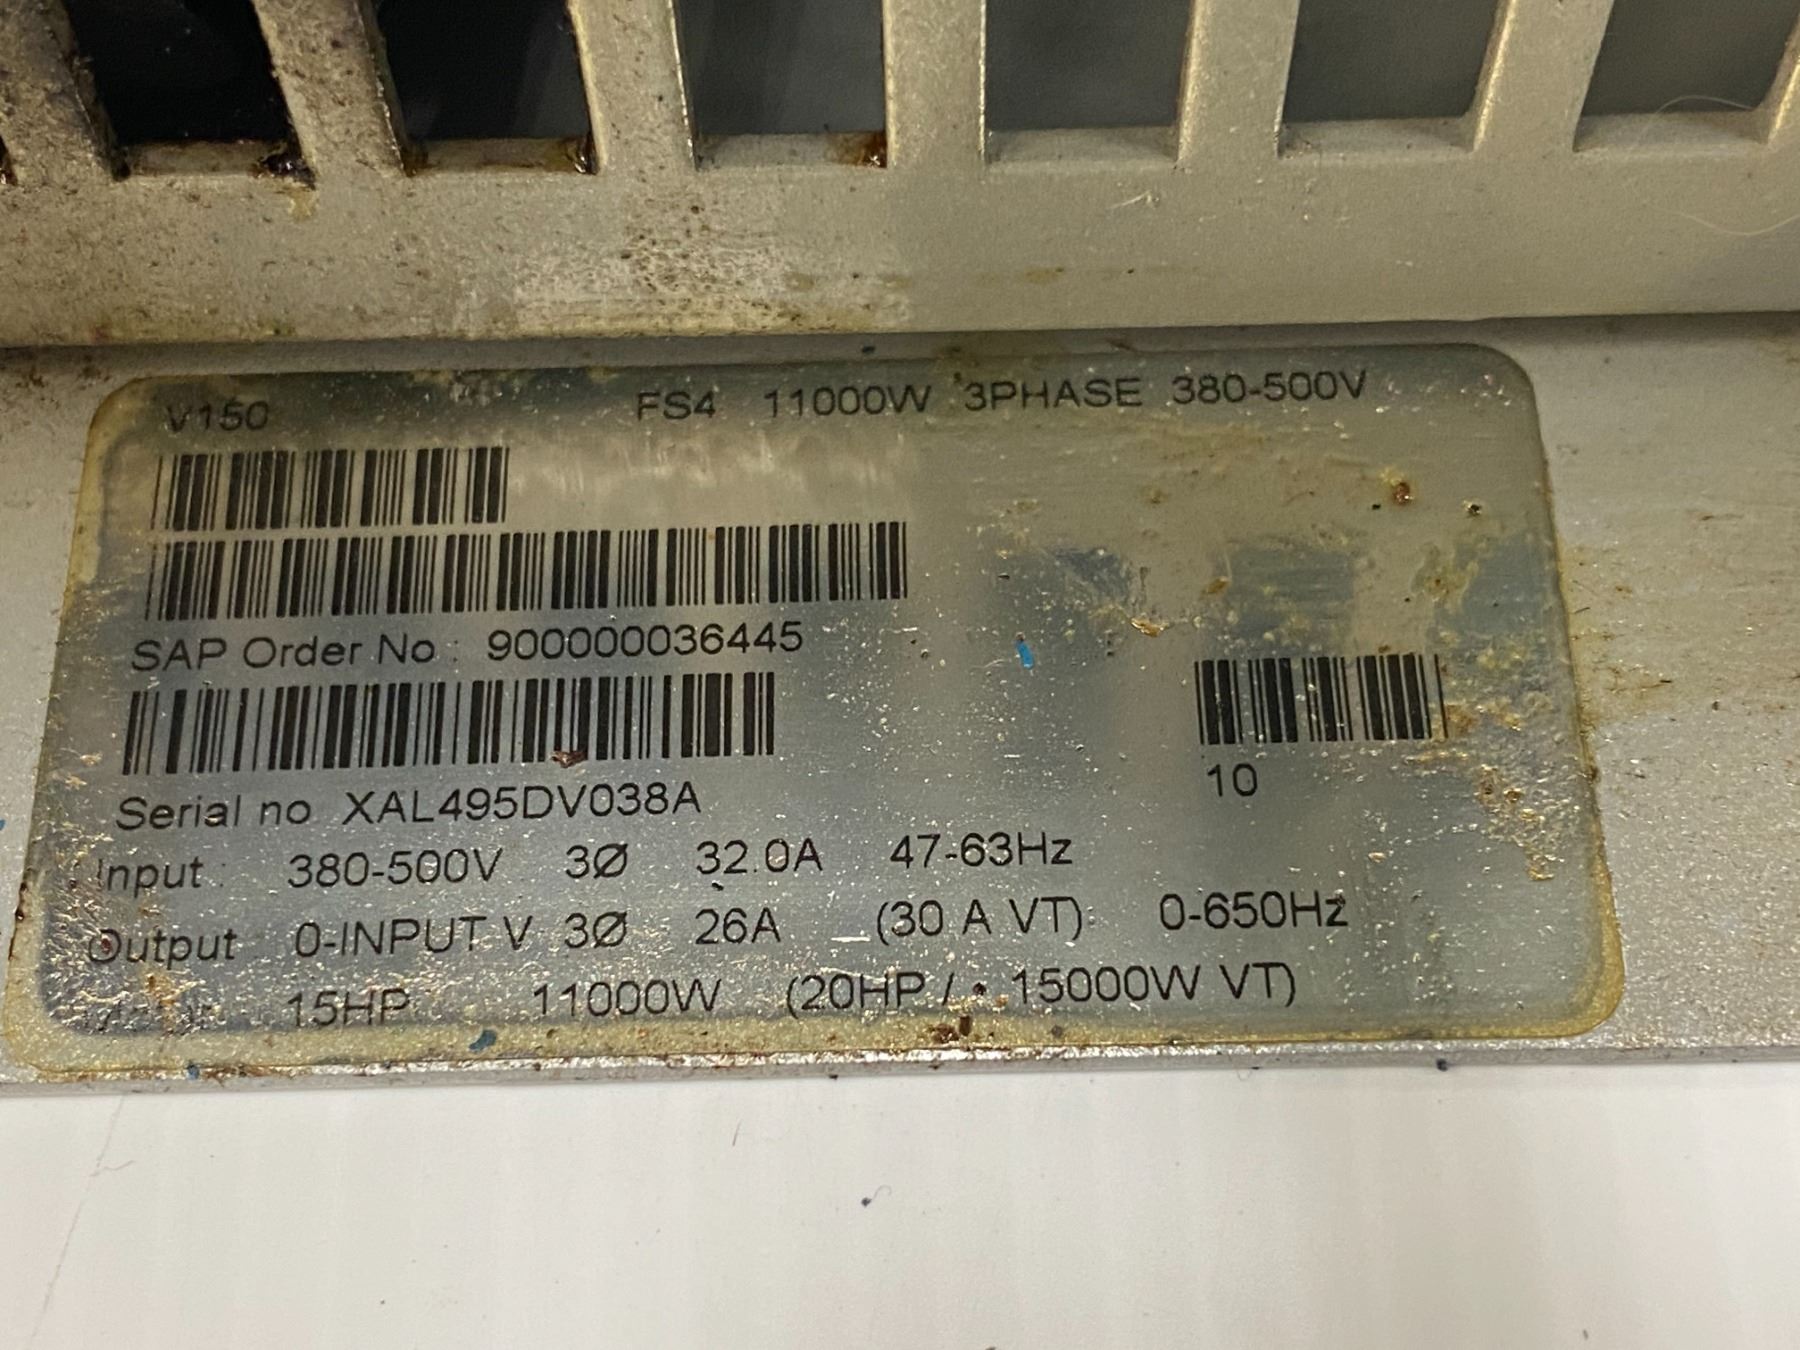 V150 FS4 11000W 3PHASE 380-500V
SAP Order No : 900000036445
10
Serial no XAL495DV038A
Input : 380-500V 3Ø 32.0A 47-63Hz
Output 0-INPUT V 3Ø 26A (30 A VT) 0-650Hz
15HP 11000W (20HP / 15000W VT)